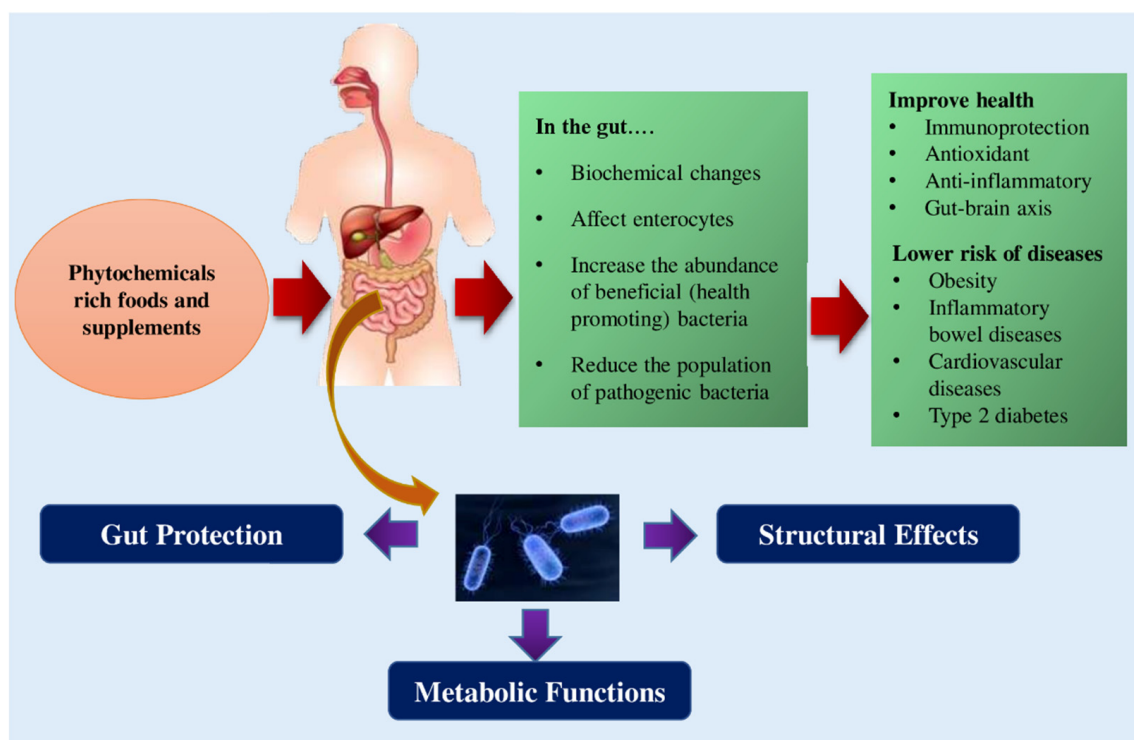 Phytochemicals
rich foods and
supplements
In the gut….
• Biochemical changes
• Affect enterocytes
• Increase the abundance
of beneficial (health
promoting) bacteria
• Reduce the population
of pathogenic bacteria
Improve health
• Immunoprotection
• Antioxidant
• Anti-inflammatory
• Gut-brain axis
Lower risk of diseases
• Obesity
• Inflammatory
bowel diseases
• Cardiovascular
diseases
• Type 2 diabetes
Gut Protection
Structural Effects
Metabolic Functions